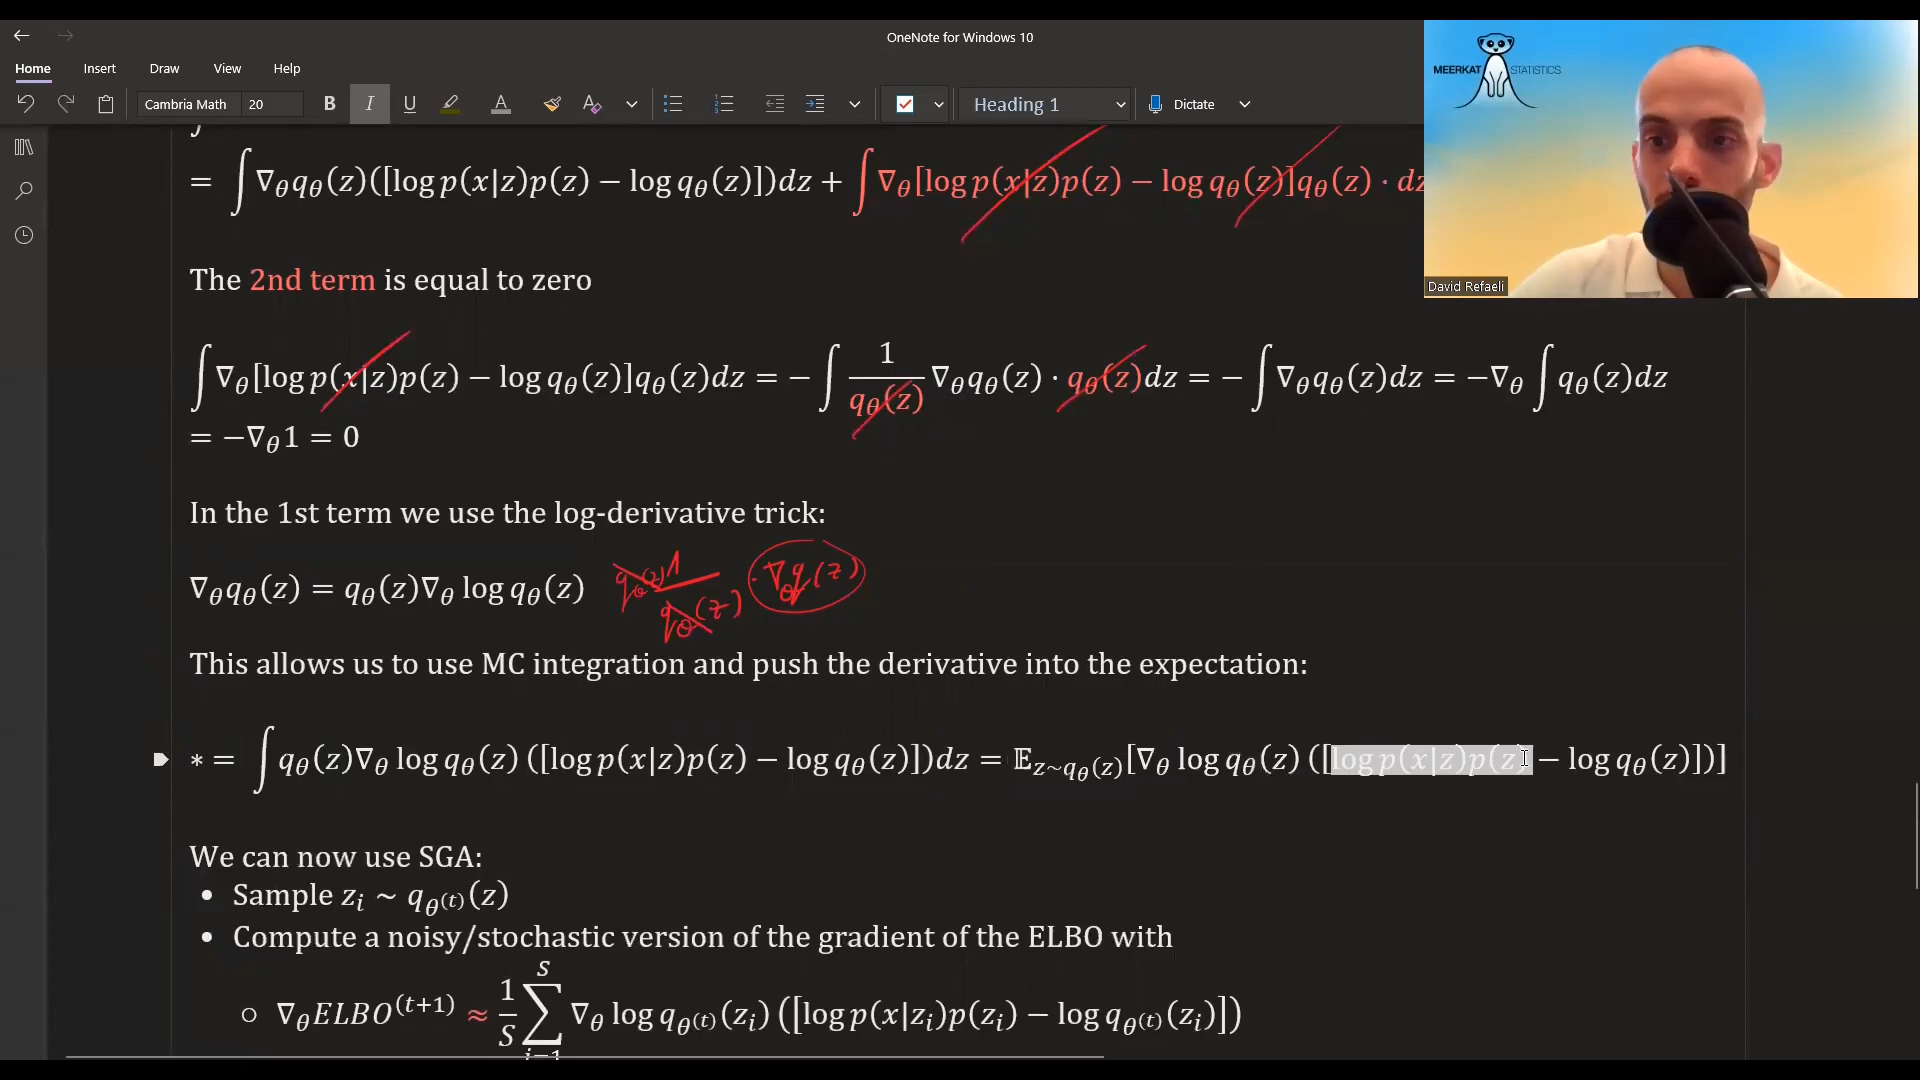 OneNote for Windows 10
Home Insert Draw View Help
Cambria Math 20 B I U A A Heading 1 Dictate
MEERKAT STATISTICS
David Refaeli
= ∫ ∇θ qθ(z)([log p(x|z)p(z) − log qθ(z)])dz + ∫ ∇θ[log p(x|z)p(z) − log qθ(z)]qθ(z) · dz
The 2nd term is equal to zero
∫ ∇θ[log p(x|z)p(z) − log qθ(z)]qθ(z)dz = − ∫ 1/qθ(z) ∇θqθ(z) · qθ(z)dz = − ∫ ∇θqθ(z)dz = −∇θ ∫ qθ(z)dz
= −∇θ1 = 0
In the 1st term we use the log-derivative trick:
∇θqθ(z) = qθ(z)∇θ log qθ(z) qθ(z) 1/qθ(z) · ∇θq(z)
This allows us to use MC integration and push the derivative into the expectation:
∗ = ∫ qθ(z)∇θ log qθ(z) ([log p(x|z)p(z) − log qθ(z)])dz = 𝔼z~qθ(z)[∇θ log qθ(z) ([log p(x|z)p(z) − log qθ(z)])]
We can now use SGA:
• Sample zi ~ qθ(t)(z)
• Compute a noisy/stochastic version of the gradient of the ELBO with
○ ∇θELBO(t+1) ≈ 1/S ∑ S i=1 ∇θ log qθ(t)(zi) ([log p(x|zi)p(zi) − log qθ(t)(zi)])